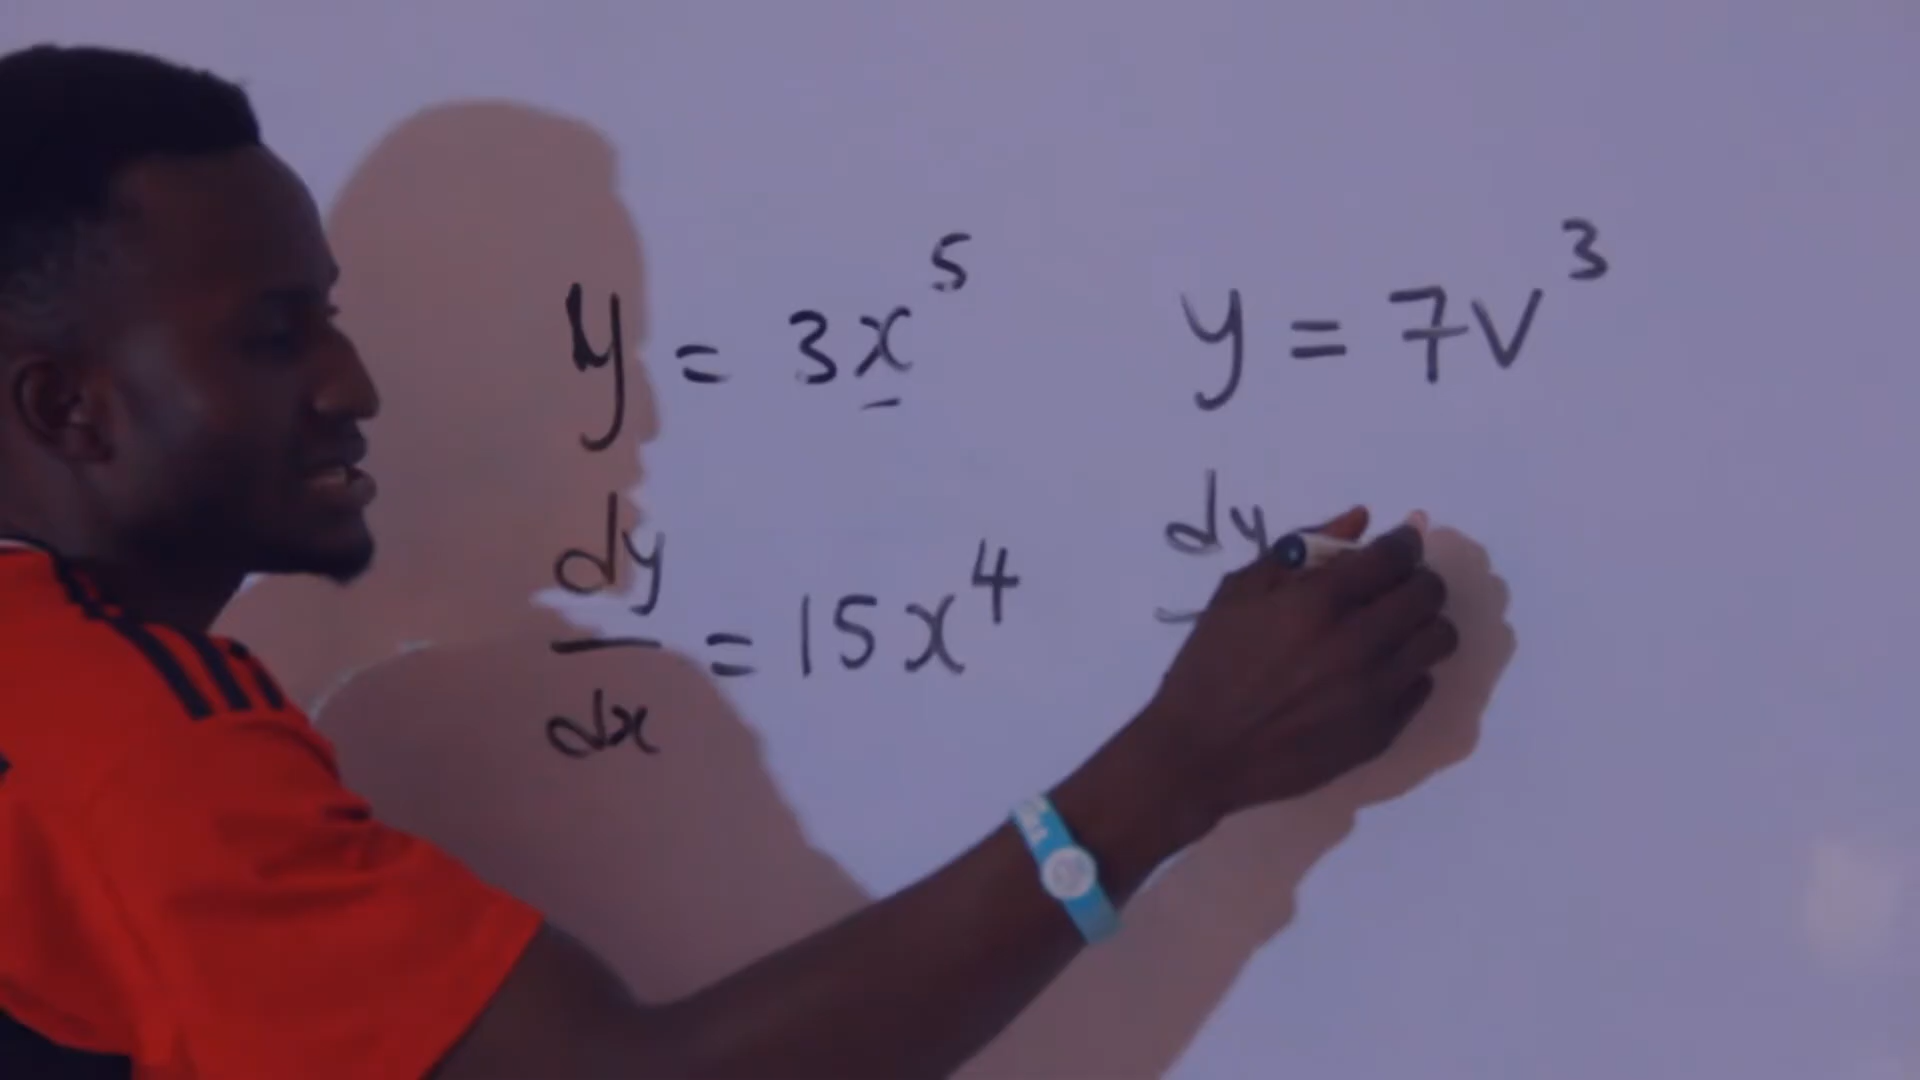 y = 3x⁵
dy
dx
= 15x⁴
y = 7v³
dy